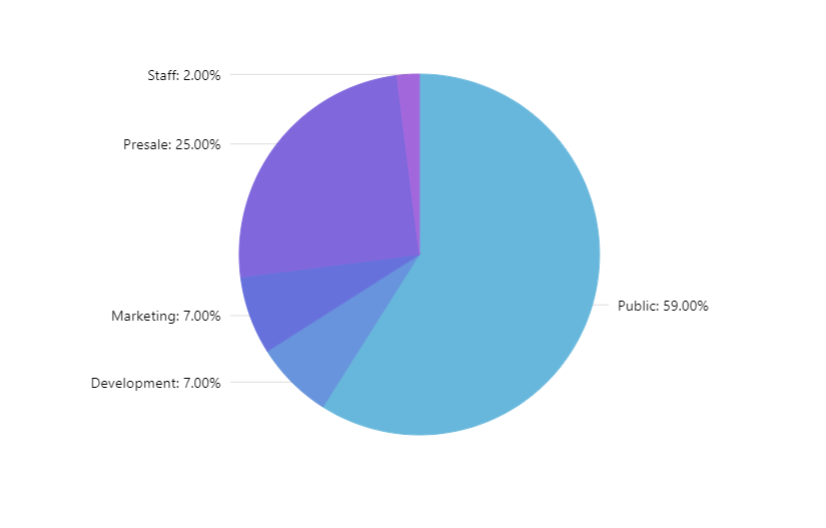 Staff: 2.00%
Presale: 25.00%
Public: 59.00%
Marketing: 7.00%
Development: 7.00%